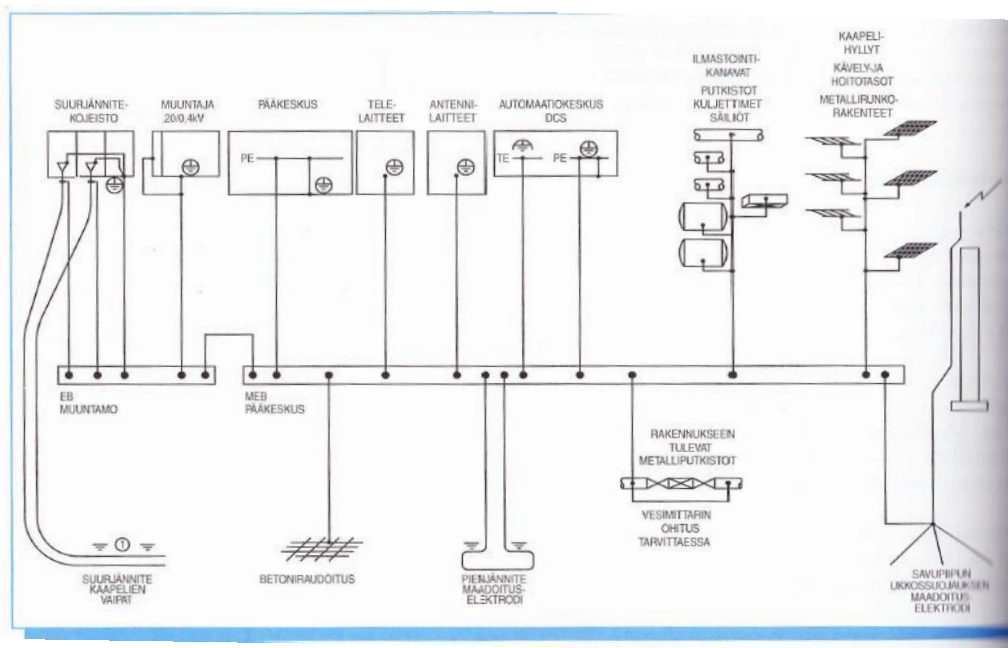 SUURJÄNNITE-
KOJEISTO
MUUNTAJA
20/0,4kV
PÄÄKESKUS
TELE-
LAITTEET
ANTENNI-
LAITTEET
AUTOMAATIOKESKUS
DCS
ILMASTOINTI-
KANAVAT
PUTKISTOT
KULJETTIMET
SÄILIÖT
KAAPELI-
HYLLYT
KÄVELY-JA
HOITOTASOT
METALLIRUNKO-
RAKENTEET
PE
TE
PE
EB
MUUNTAMO
MEB
PÄÄKESKUS
RAKENNUKSEEN
TULEVAT
METALLIPUTKISTOT
VESIMITTARIN
OHITUS
TARVITTAESSA
1
SUURJÄNNITE
KAAPELIEN
VAIPAT
BETONIRAUDOITUS
PIENJÄNNITE
MAADOITUS-
ELEKTRODI
SAVUPIIPUN
UKKOSSUOJAUKSEN
MAADOITUS-
ELEKTRODI